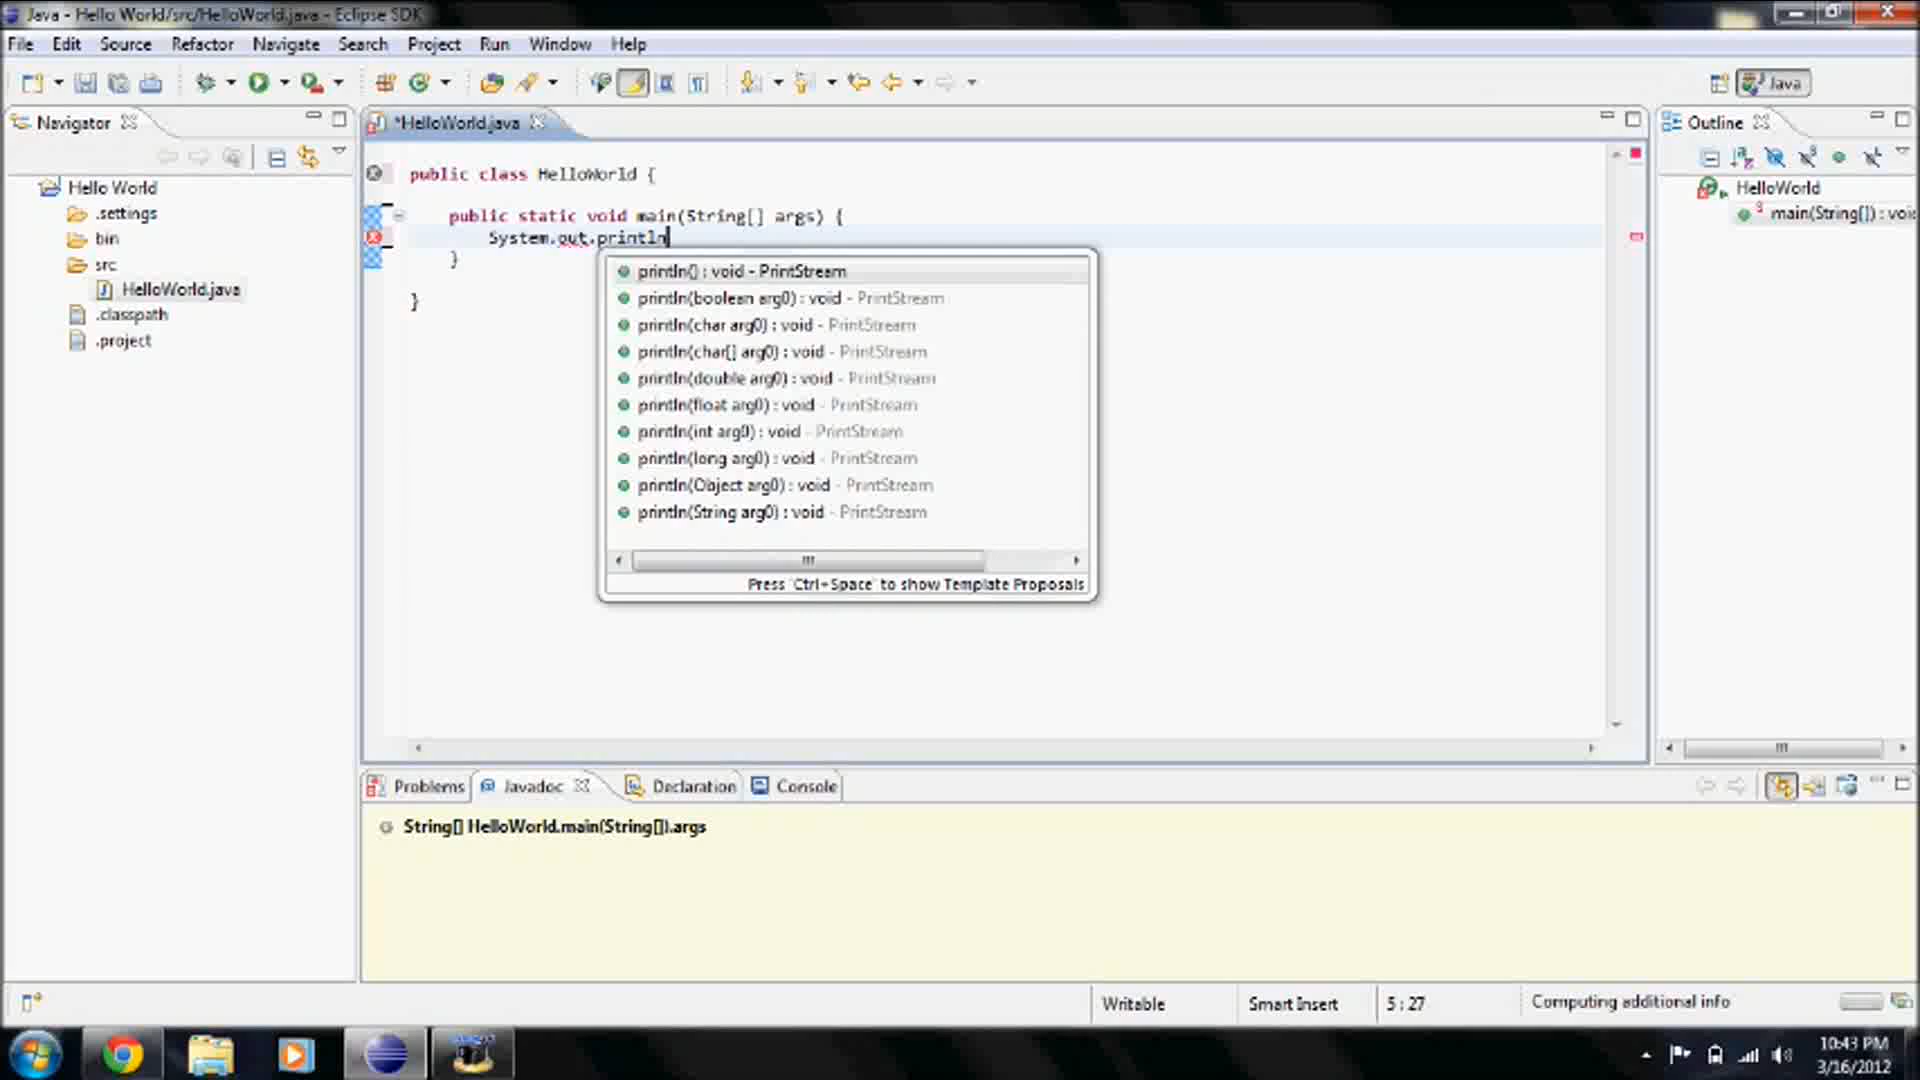 Java - Hello World/src/HelloWorld.java - Eclipse SDK
File Edit Source Refactor Navigate Search Project Run Window Help
Java
Navigator
*HelloWorld.java
Outline
Hello World
.settings
bin
src
HelloWorld.java
.classpath
.project
public class HelloWorld {
public static void main(String[] args) {
System.out.println
}
}
println() : void - PrintStream
println(boolean arg0) : void - PrintStream
println(char arg0) : void - PrintStream
println(char[] arg0) : void - PrintStream
println(double arg0) : void - PrintStream
println(float arg0) : void - PrintStream
println(int arg0) : void - PrintStream
println(long arg0) : void - PrintStream
println(Object arg0) : void - PrintStream
println(String arg0) : void - PrintStream
Press 'Ctrl+Space' to show Template Proposals
HelloWorld
main(String[]) : voi
Problems Javadoc Declaration Console
String[] HelloWorld.main(String[]).args
Writable Smart Insert 5 : 27 Computing additional info
10:43 PM
3/16/2012